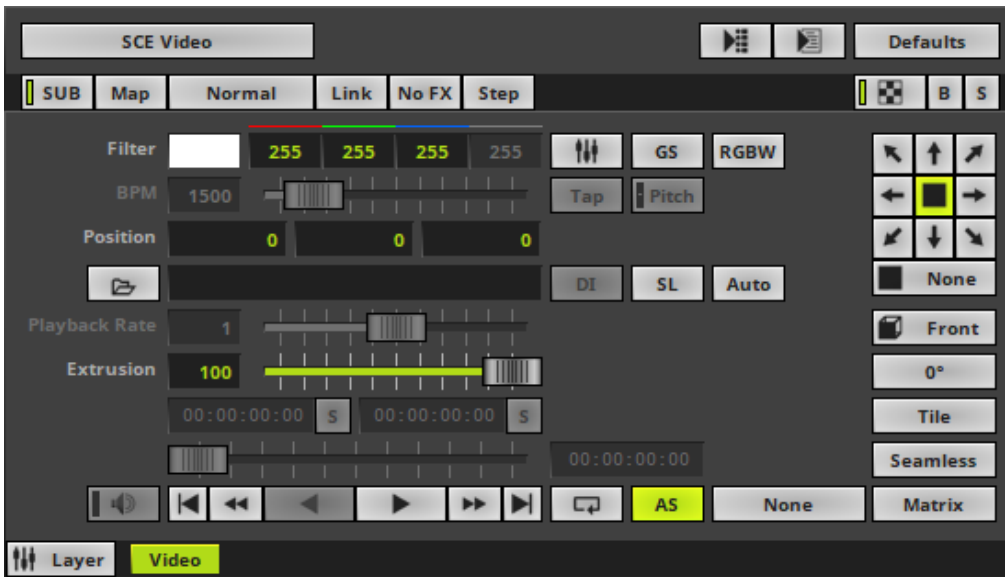 SCE Video Defaults
SUB Map Normal Link No FX Step B S
Filter 255 255 255 255 GS RGBW
BPM 1500 Tap Pitch
Position 0 0 0
DI SL Auto None
Playback Rate 1 Front
Extrusion 100 0°
00:00:00:00 S 00:00:00:00 S Tile
00:00:00:00 Seamless
AS None Matrix
Layer Video